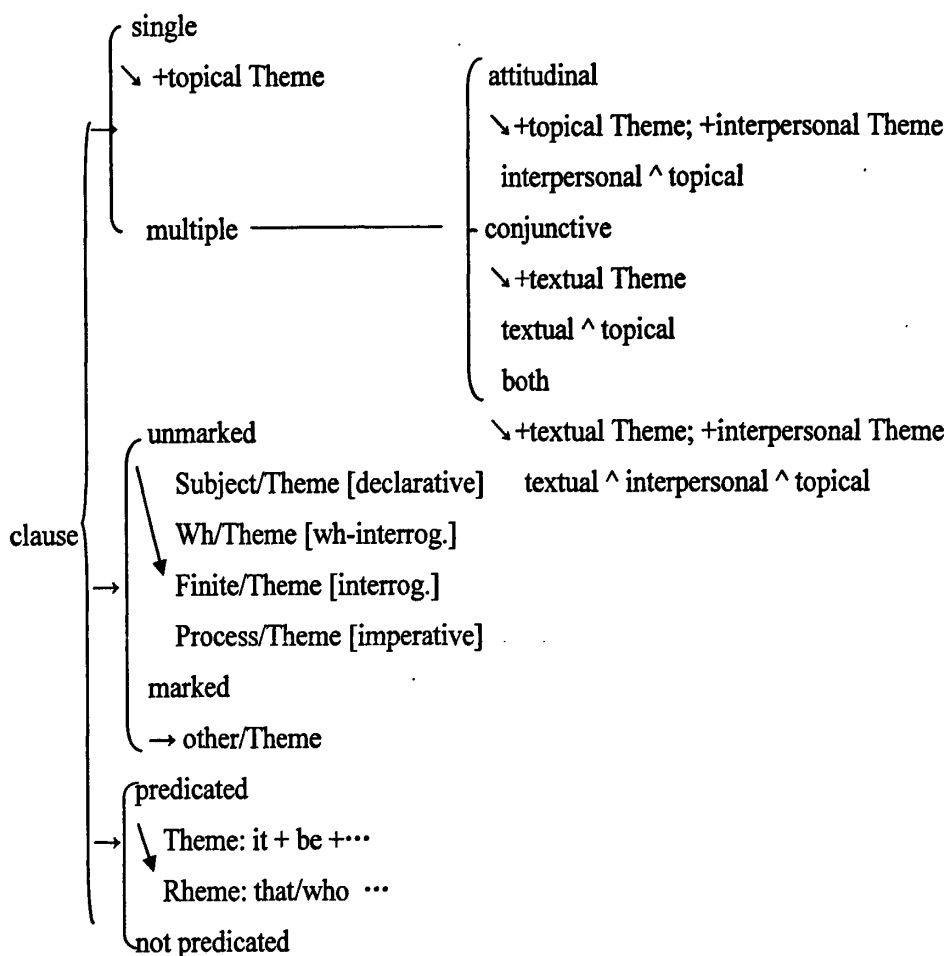 single
↘ +topical Theme
attitudinal
↘+topical Theme; +interpersonal Theme
interpersonal ^ topical
multiple
conjunctive
↘+textual Theme
textual ^ topical
both
↘+textual Theme; +interpersonal Theme
textual ^ interpersonal ^ topical
clause
unmarked
Subject/Theme [declarative]
Wh/Theme [wh-interrog.]
Finite/Theme [interrog.]
Process/Theme [imperative]
marked
→ other/Theme
predicated
Theme: it + be +···
Rheme: that/who ···
not predicated